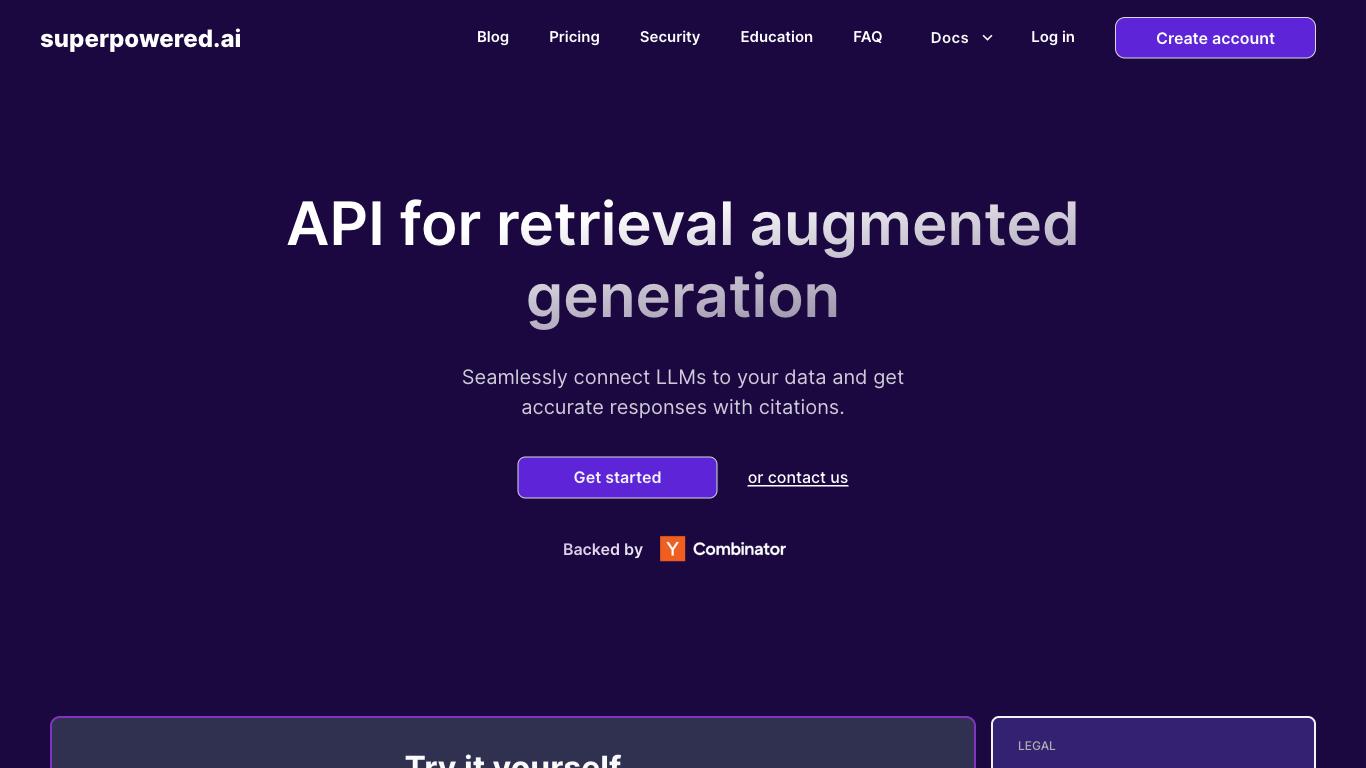 superpowered.ai
Blog Pricing Security Education FAQ Docs Log in Create account
API for retrieval augmented
generation
Seamlessly connect LLMs to your data and get
accurate responses with citations.
Get started or contact us
Backed by Y Combinator
Try it yourself
LEGAL